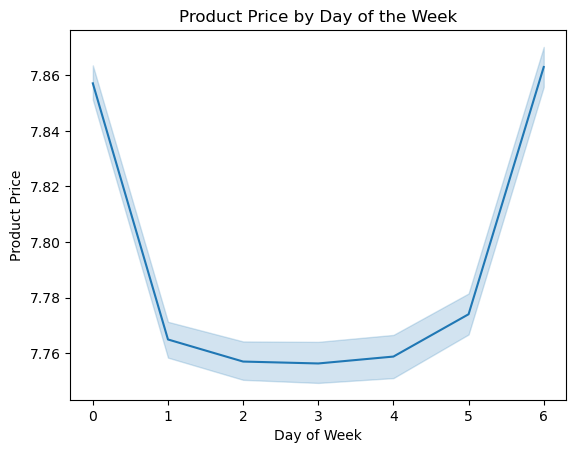 Product Price by Day of the Week
Product Price
7.86
7.84
7.82
7.80
7.78
7.76
0 1 2 3 4 5 6
Day of Week